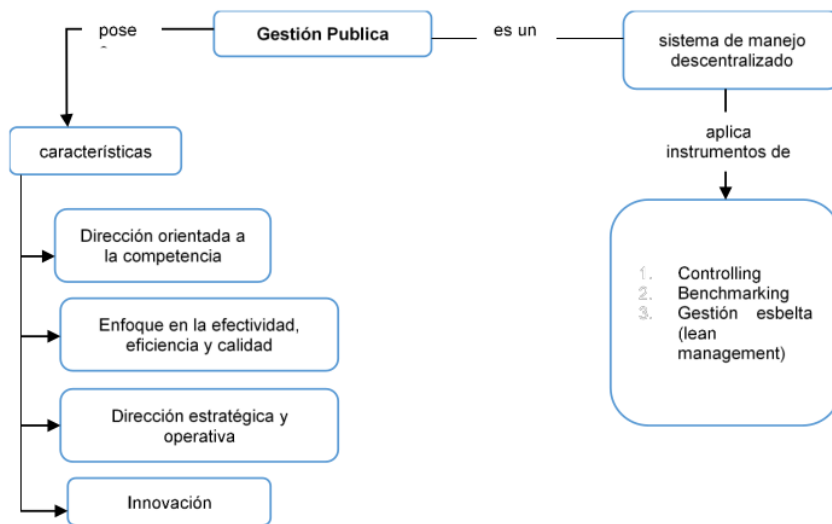 pose
Gestión Publica
es un
sistema de manejo
descentralizado
características
aplica
instrumentos de
Dirección orientada a
la competencia
Enfoque en la efectividad,
eficiencia y calidad
Dirección estratégica y
operativa
Innovación
1. Controlling
2. Benchmarking
3. Gestión esbelta
(lean
management)